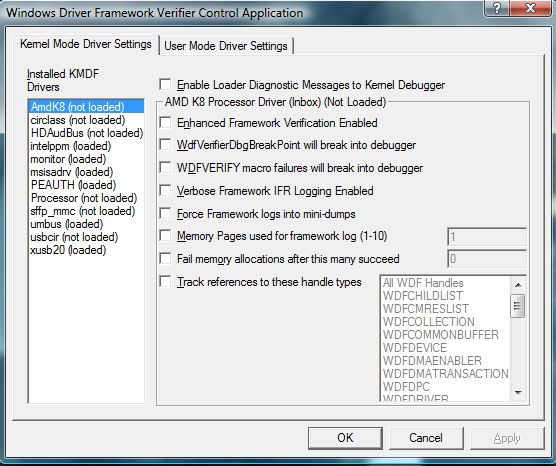 Windows Driver Framework Verifier Control Application
Kernel Mode Driver Settings
User Mode Driver Settings
Installed KMDF
Drivers
AmdK8 (not loaded)
circlass (not loaded)
HDAudBus (not loaded)
intelppm (loaded)
monitor (loaded)
msisadrv (loaded)
PEAUTH (loaded)
Processor (not loaded)
sffp_mmc (not loaded)
umbus (loaded)
usbcir (not loaded)
xusb20 (loaded)
Enable Loader Diagnostic Messages to Kernel Debugger
AMD K8 Processor Driver (Inbox) (Not Loaded)
Enhanced Framework Verification Enabled
WdfVerifierDbgBreakPoint will break into debugger
WDFVERIFY macro failures will break into debugger
Verbose Framework IFR Logging Enabled
Force Framework logs into mini-dumps
Memory Pages used for framework log (1-10)
1
Fail memory allocations after this many succeed
0
Track references to these handle types
All WDF Handles
WDFCHILDLIST
WDFCMRESLIST
WDFCOLLECTION
WDFCOMMONBUFFER
WDFDEVICE
WDFDMAENABLER
WDFDMATRANSACTION
WDFDPC
WDFDRIVER
OK
Cancel
Apply